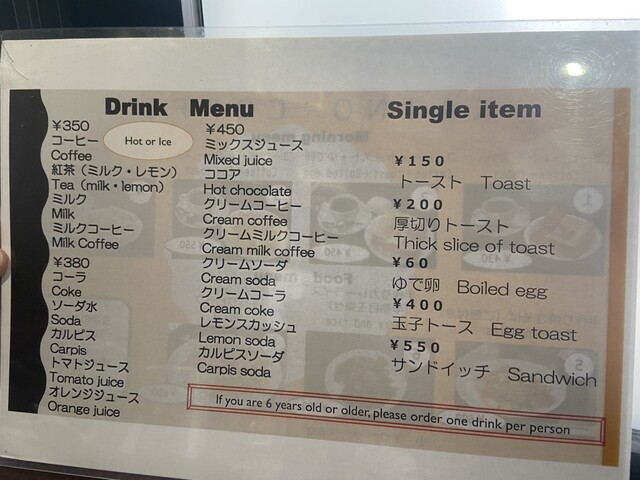 Drink Menu
¥350
Hot or Ice
コーヒー
Coffee
紅茶（ミルク・レモン）
Tea（milk・lemon）
ミルク
Milk
ミルクコーヒー
Milk Coffee
¥380
コーラ
Coke
ソーダ水
Soda
カルピス
Carpis
トマトジュース
Tomato juice
オレンジジュース
Orange juice
¥450
ミックスジュース
Mixed juice
ココア
Hot chocolate
クリームコーヒー
Cream coffee
クリームミルクコーヒー
Cream milk coffee
クリームソーダ
Cream soda
クリームコーラ
Cream coke
レモンスカッシュ
Lemon soda
カルピスソーダ
Carpis soda
Single item
¥150
トースト Toast
¥200
厚切りトースト
Thick slice of toast
¥60
ゆで卵 Boiled egg
¥400
玉子トース Egg toast
¥550
サンドイッチ Sandwich
If you are 6 years old or older, please order one drink per person